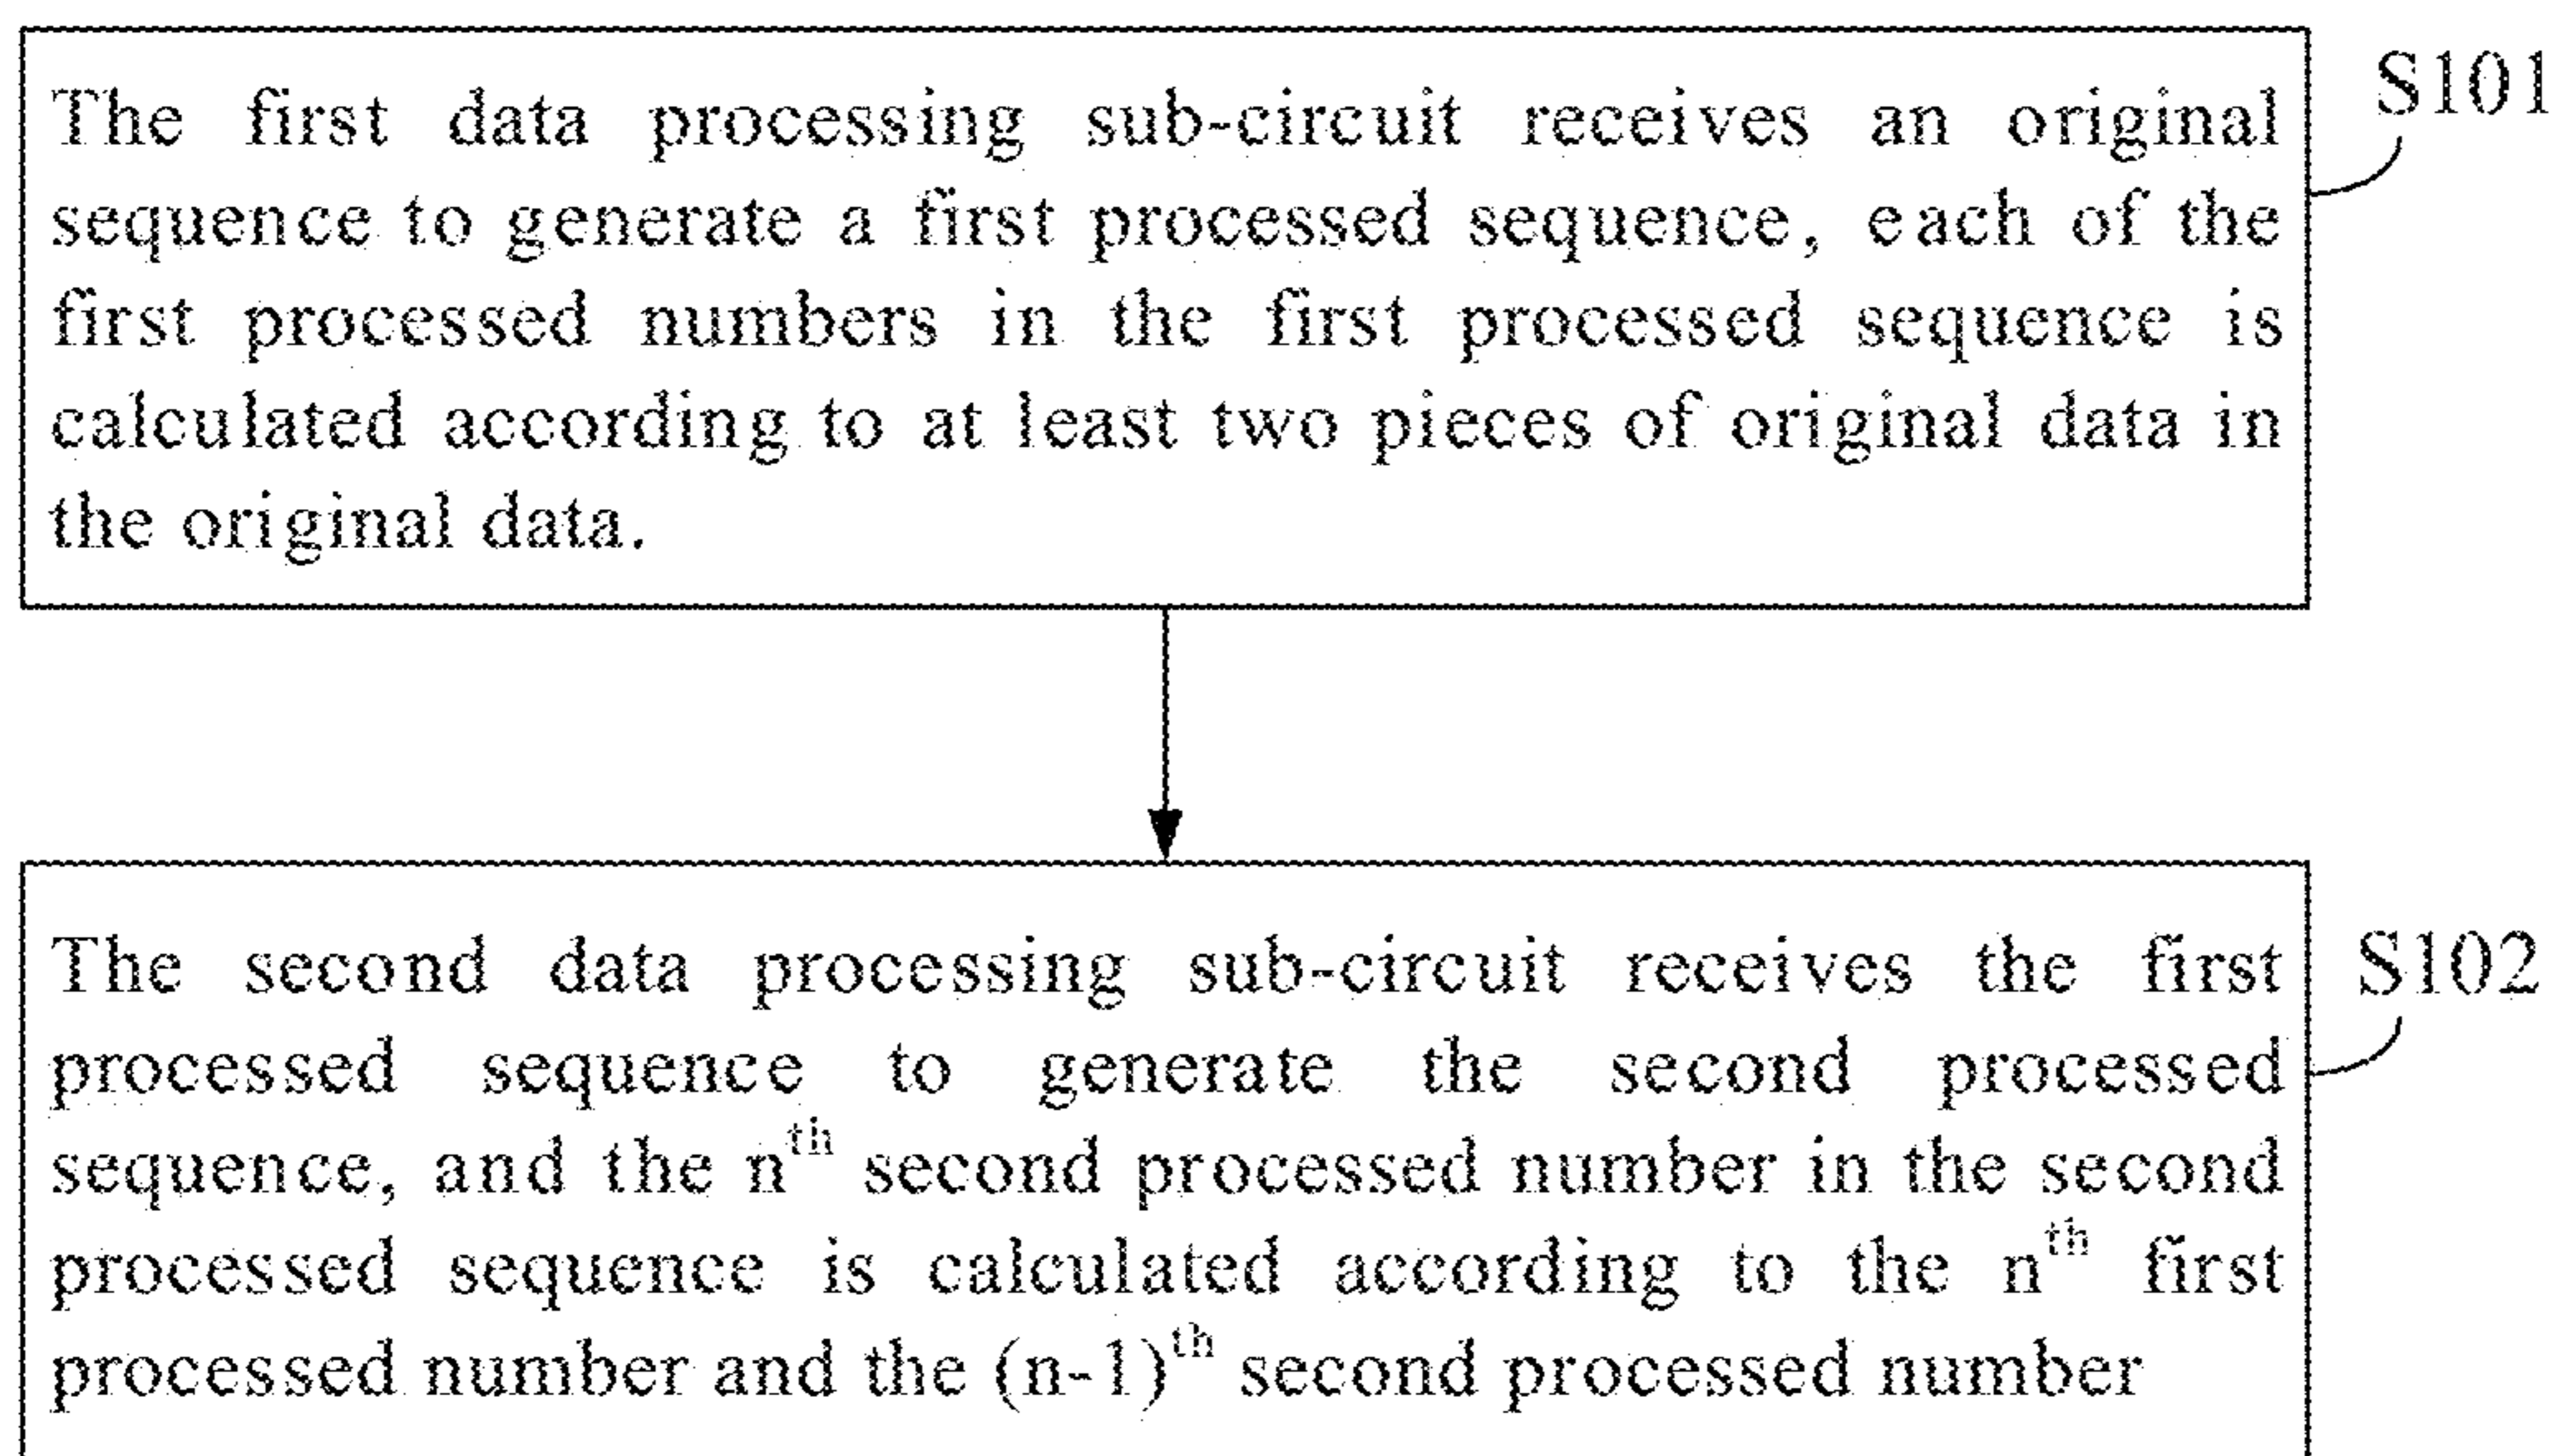 The first data processing sub-circuit receives an original
sequence to generate a first processed sequence, each of the
first processed numbers in the first processed sequence is
calculated according to at least two pieces of original data in
the original data.
S101
The second data processing sub-circuit receives the first
processed sequence to generate the second processed
sequence, and the nth second processed number in the second
processed sequence is calculated according to the nth first
processed number and the (n-1)th second processed number
S102